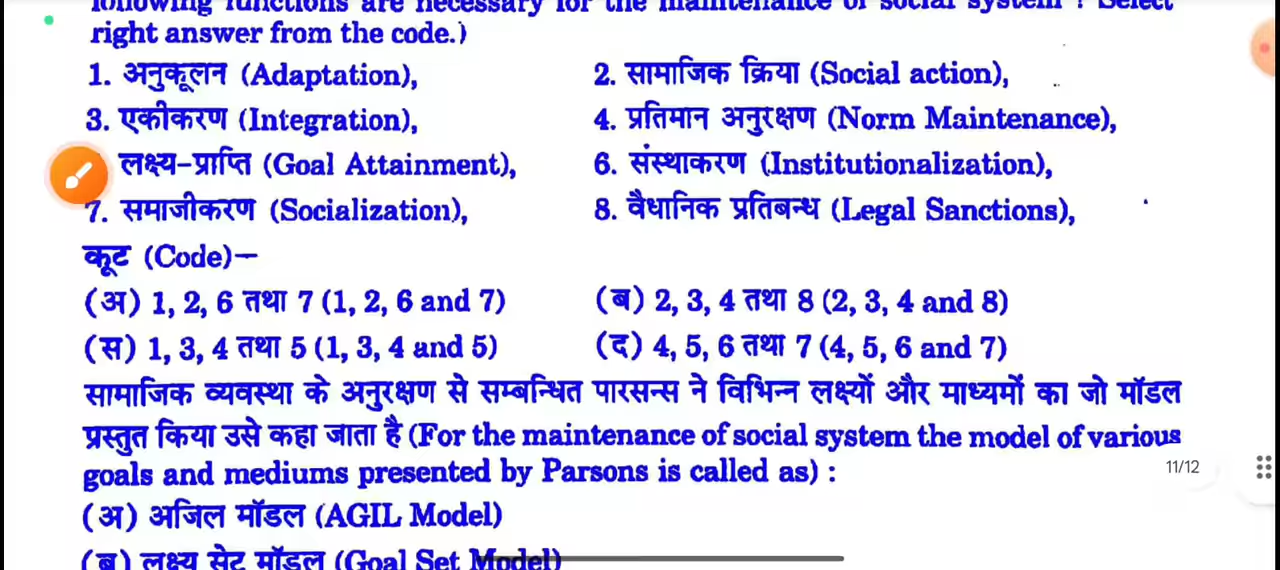 following functions are necessary for the maintenance of social system ? Select
right answer from the code.)
1. अनुकूलन (Adaptation),
2. सामाजिक क्रिया (Social action),
3. एकीकरण (Integration),
4. प्रतिमान अनुरक्षण (Norm Maintenance),
लक्ष्य-प्राप्ति (Goal Attainment),
6. संस्थाकरण (Institutionalization),
7. समाजीकरण (Socialization),
8. वैधानिक प्रतिबन्ध (Legal Sanctions),
कूट (Code)–
(अ) 1, 2, 6 तथा 7 (1, 2, 6 and 7)
(ब) 2, 3, 4 तथा 8 (2, 3, 4 and 8)
(स) 1, 3, 4 तथा 5 (1, 3, 4 and 5)
(द) 4, 5, 6 तथा 7 (4, 5, 6 and 7)
सामाजिक व्यवस्था के अनुरक्षण से सम्बन्धित पारसन्स ने विभिन्न लक्ष्यों और माध्यमों का जो मॉडल
प्रस्तुत किया उसे कहा जाता है (For the maintenance of social system the model of various
goals and mediums presented by Parsons is called as) :
11/12
(अ) अजिल मॉडल (AGIL Model)
(ब) लक्ष्य सेट मॉडल (Goal Set Model)